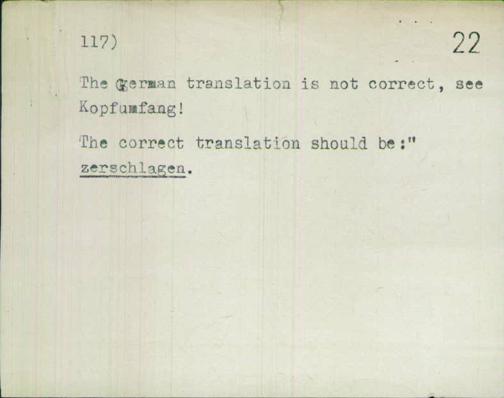 117)
22
The German translation is not correct, see
Kopfumfang!
The correct translation should be:"
zerschlagen.